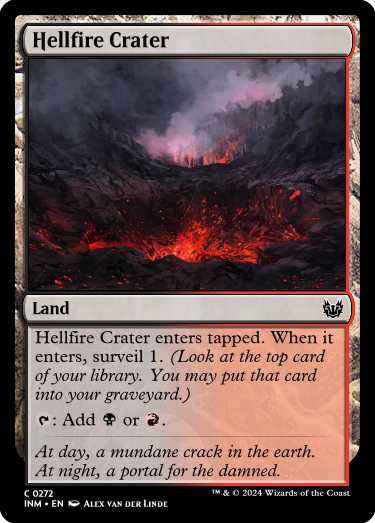 Hellfire Crater
Land
Hellfire Crater enters tapped. When it
enters, surveil 1. (Look at the top card
of your library. You may put that card
into your graveyard.)
: Add or .
At day, a mundane crack in the earth.
At night, a portal for the damned.
C 0272
™ & © 2024 Wizards of the Coast
INM • EN Alex van der Linde